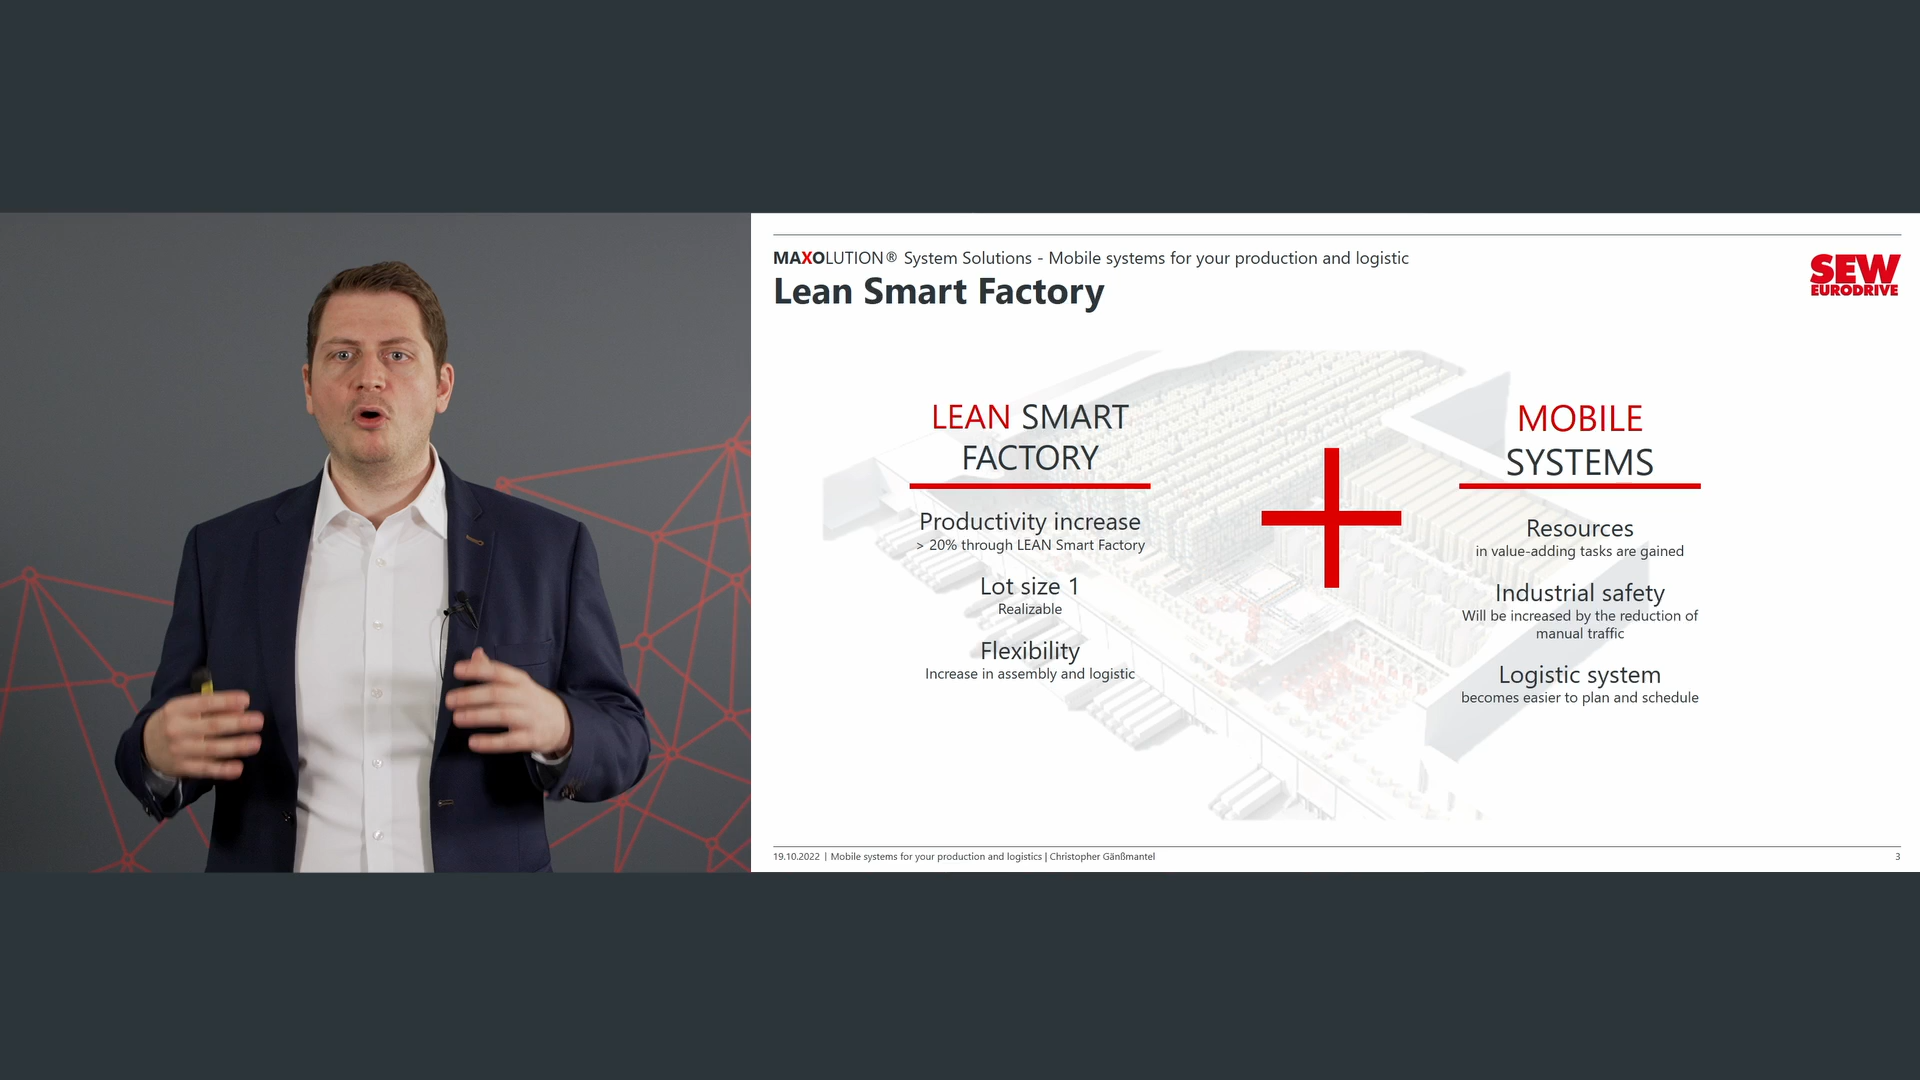 MAXOLUTION® System Solutions - Mobile systems for your production and logistic
Lean Smart Factory
SEW
EURODRIVE
LEAN SMART
FACTORY
Productivity increase
> 20% through LEAN Smart Factory
Lot size 1
Realizable
Flexibility
Increase in assembly and logistic
MOBILE
SYSTEMS
Resources
in value-adding tasks are gained
Industrial safety
Will be increased by the reduction of
manual traffic
Logistic system
becomes easier to plan and schedule
19.10.2022 | Mobile systems for your production and logistics | Christopher Gänßmantel
3